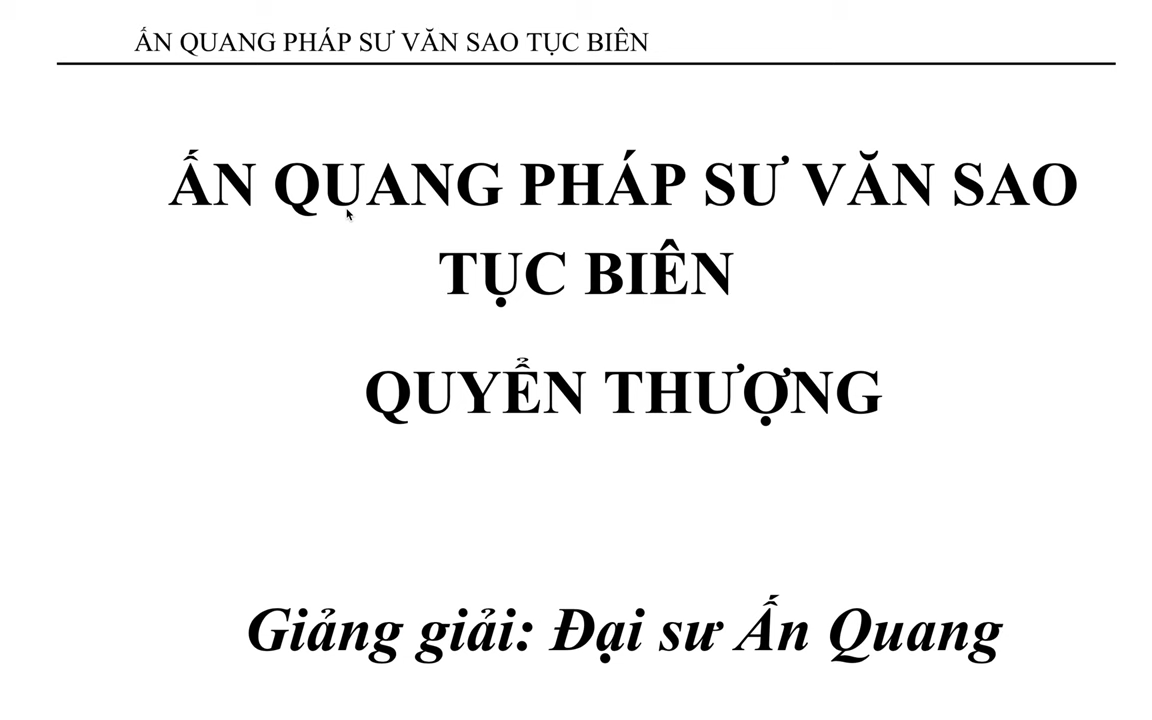 ẤN QUANG PHÁP SƯ VĂN SAO TỤC BIÊN
ẤN QUANG PHÁP SƯ VĂN SAO
TỤC BIÊN
QUYỂN THƯỢNG
Giảng giải: Đại sư Ấn Quang